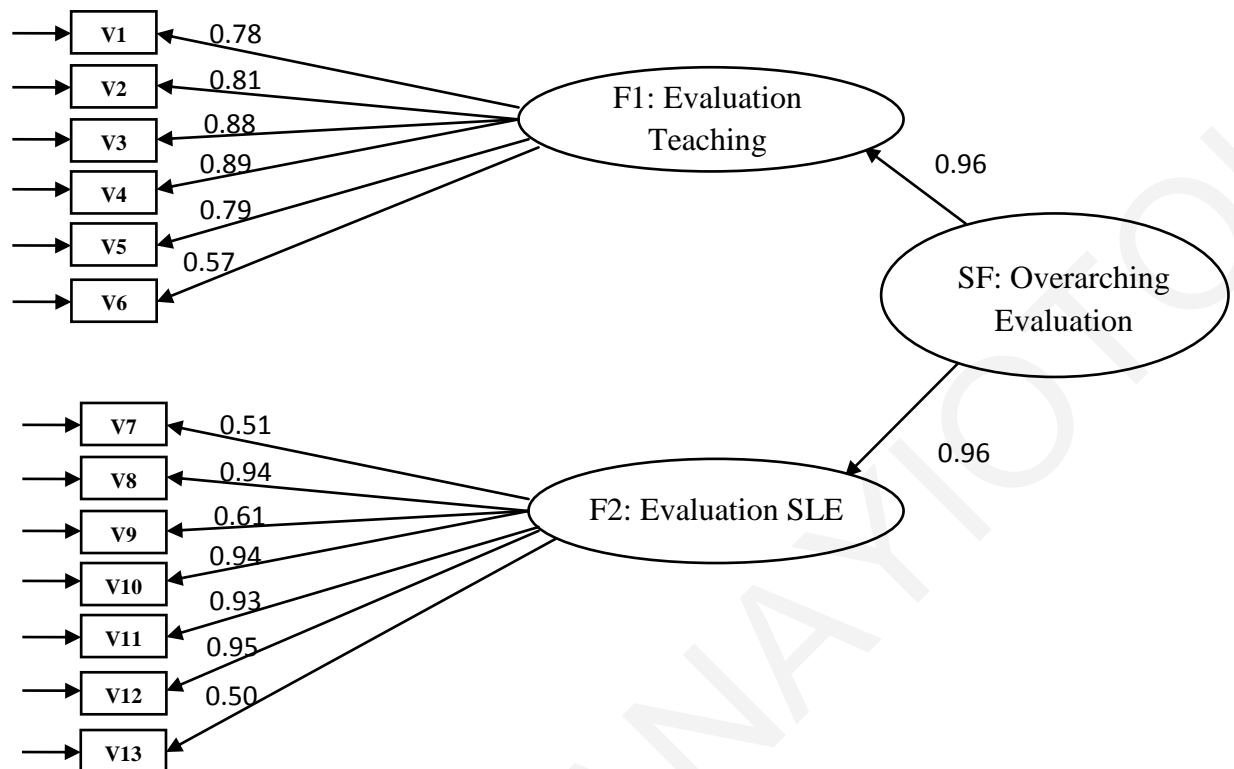 V1
0.78
V2
0.81
V3
0.88
V4
0.89
V5
0.79
V6
0.57
F1: Evaluation
Teaching
0.96
SF: Overarching
Evaluation
0.96
V7
0.51
V8
0.94
V9
0.61
V10
0.94
V11
0.93
V12
0.95
V13
0.50
F2: Evaluation SLE